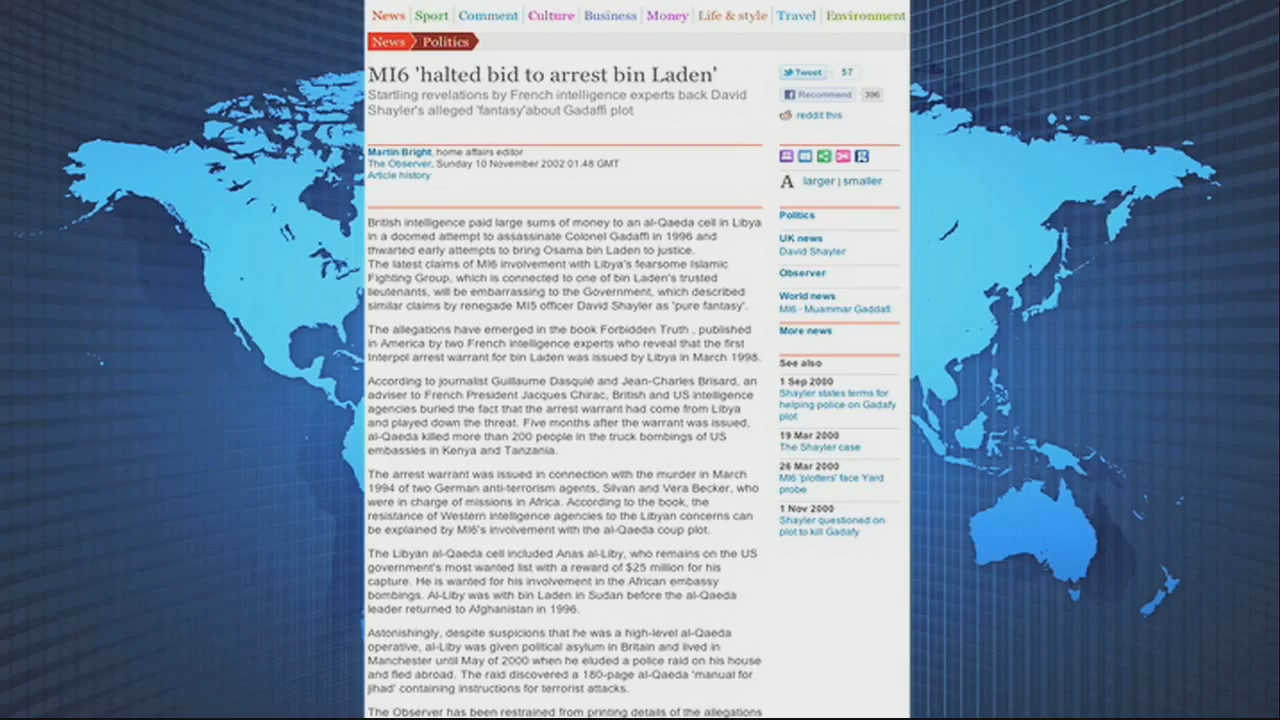 News Sport Comment Culture Business Money Life & style Travel Environment
News Politics
MI6 'halted bid to arrest bin Laden'
Startling revelations by French intelligence experts back David
Shayler's alleged 'fantasy'about Gadaffi plot
Martin Bright, home affairs editor
The Observer, Sunday 10 November 2002 01.48 GMT
Article history
British intelligence paid large sums of money to an al-Qaeda cell in Libya
in a doomed attempt to assassinate Colonel Gadaffi in 1996 and
thwarted early attempts to bring Osama bin Laden to justice.
The latest claims of MI6 involvement with Libya's fearsome Islamic
Fighting Group, which is connected to one of bin Laden's trusted
lieutenants, will be embarrassing to the Government, which described
similar claims by renegade MI5 officer David Shayler as 'pure fantasy'.
The allegations have emerged in the book Forbidden Truth , published
in America by two French intelligence experts who reveal that the first
Interpol arrest warrant for bin Laden was issued by Libya in March 1998.
According to journalist Guillaume Dasquié and Jean-Charles Brisard, an
adviser to French President Jacques Chirac, British and US intelligence
agencies buried the fact that the arrest warrant had come from Libya
and played down the threat. Five months after the warrant was issued,
al-Qaeda killed more than 200 people in the truck bombings of US
embassies in Kenya and Tanzania.
The arrest warrant was issued in connection with the murder in March
1994 of two German anti-terrorism agents, Silvan and Vera Becker, who
were in charge of missions in Africa. According to the book, the
resistance of Western intelligence agencies to the Libyan concerns can
be explained by MI6's involvement with the al-Qaeda coup plot.
The Libyan al-Qaeda cell included Anas al-Liby, who remains on the US
government's most wanted list with a reward of $25 million for his
capture. He is wanted for his involvement in the African embassy
bombings. Al-Liby was with bin Laden in Sudan before the al-Qaeda
leader returned to Afghanistan in 1996.
Astonishingly, despite suspicions that he was a high-level al-Qaeda
operative, al-Liby was given political asylum in Britain and lived in
Manchester until May of 2000 when he eluded a police raid on his house
and fled abroad. The raid discovered a 180-page al-Qaeda 'manual for
jihad' containing instructions for terrorist attacks.
The Observer has been restrained from printing details of the allegations
Tweet 57
Recommend 396
reddit this
A larger | smaller
Politics
UK news
David Shayler
Observer
World news
MI6 - Muammar Gaddafi
More news
See also
1 Sep 2000
Shayler states terms for
helping police on Gadafy
plot
19 Mar 2000
The Shayler case
26 Mar 2000
MI6 'plotters' face Yard
probe
1 Nov 2000
Shayler questioned on
plot to kill Gadafy